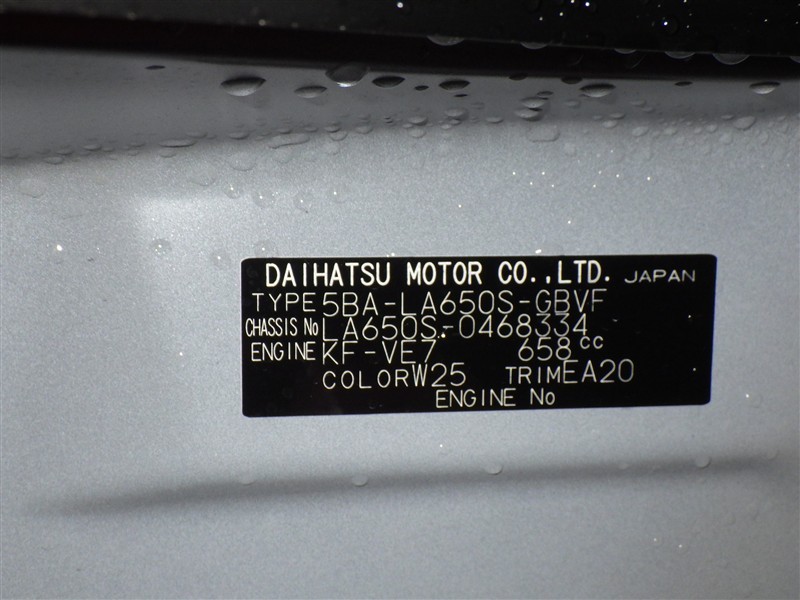 DAIHATSU MOTOR CO.,LTD. JAPAN
TYPE 5BA-LA650S-GBVF
CHASSIS No LA650S-0468334
ENGINE KF-VE7 658cc
COLOR W25 TRIM EA20
ENGINE No